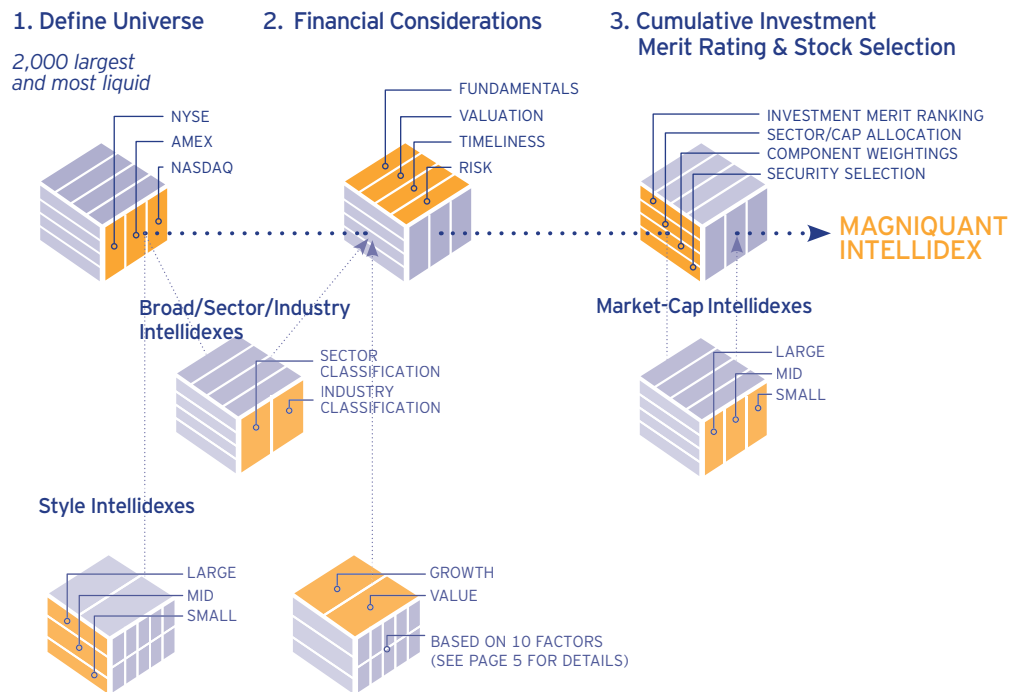 1. Define Universe
2,000 largest
and most liquid
NYSE
AMEX
NASDAQ
2. Financial Considerations
FUNDAMENTALS
VALUATION
TIMELINESS
RISK
3. Cumulative Investment
Merit Rating & Stock Selection
INVESTMENT MERIT RANKING
SECTOR/CAP ALLOCATION
COMPONENT WEIGHTINGS
SECURITY SELECTION
MAGNIQUANT
INTELLIDEX
Broad/Sector/Industry
Intellidexes
SECTOR
CLASSIFICATION
INDUSTRY
CLASSIFICATION
Market-Cap Intellidexes
LARGE
MID
SMALL
Style Intellidexes
LARGE
MID
SMALL
GROWTH
VALUE
BASED ON 10 FACTORS
(SEE PAGE 5 FOR DETAILS)